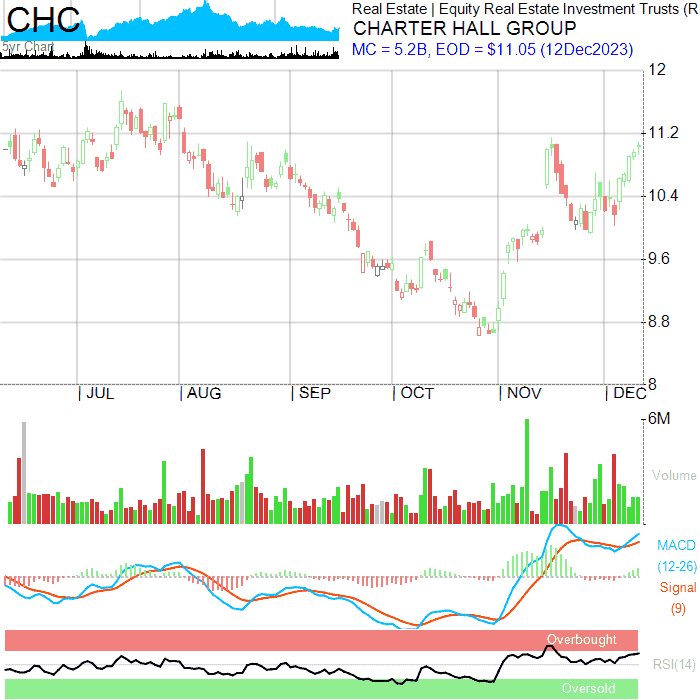 CHC
5yr Chart
Real Estate | Equity Real Estate Investment Trusts (R
CHARTER HALL GROUP
MC = 5.2B, EOD = $11.05 (12Dec2023)
12
11.2
10.4
9.6
8.8
8
| JUL | AUG | SEP | OCT | NOV | DEC
6M
Volume
MACD
(12-26)
Signal
(9)
Overbought
RSI(14)
Oversold